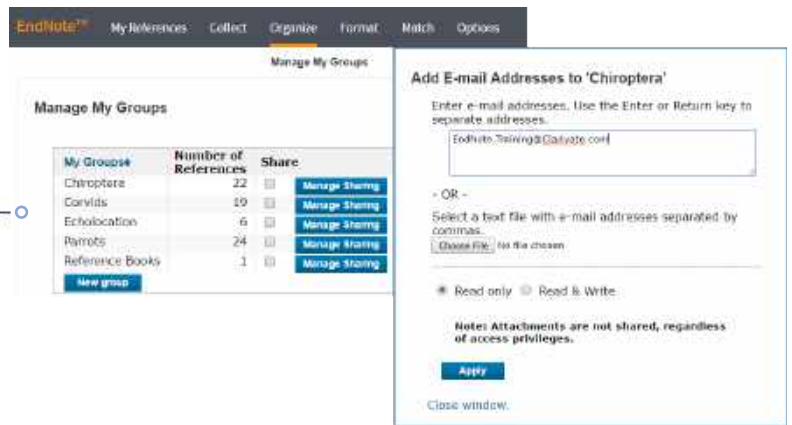 EndNote™ My References Collect Organize Format Match Options
Manage My Groups
Manage My Groups
My Groups Number of References Share
Chiroptera 22 Manage Sharing
Corvids 19 Manage Sharing
Echolocation 6 Manage Sharing
Parrots 24 Manage Sharing
Reference Books 1 Manage Sharing
New group
Add E-mail Addresses to 'Chiroptera'
Enter e-mail addresses. Use the Enter or Return key to
separate addresses.
EndNote.Training@Clarivate.com
- OR -
Select a text file with e-mail addresses separated by
commas.
Choose File No file chosen
Read only Read & Write
Note: Attachments are not shared, regardless
of access privileges.
Apply
Close window.